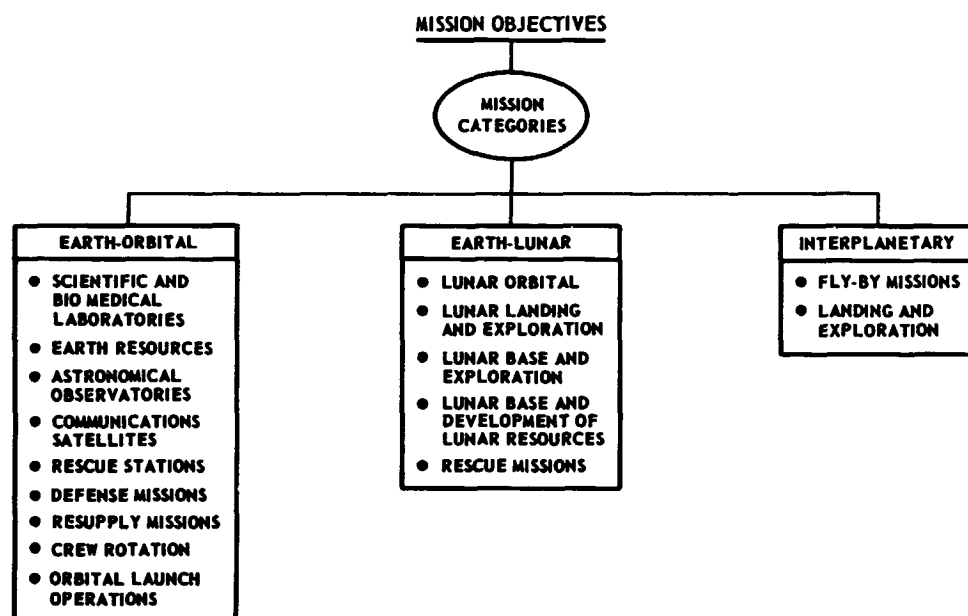 MISSION OBJECTIVES
MISSION
CATEGORIES
EARTH-ORBITAL
● SCIENTIFIC AND
BIO MEDICAL
LABORATORIES
● EARTH RESOURCES
● ASTRONOMICAL
OBSERVATORIES
● COMMUNICATIONS
SATELLITES
● RESCUE STATIONS
● DEFENSE MISSIONS
● RESUPPLY MISSIONS
● CREW ROTATION
● ORBITAL LAUNCH
OPERATIONS
EARTH-LUNAR
● LUNAR ORBITAL
● LUNAR LANDING
AND EXPLORATION
● LUNAR BASE AND
EXPLORATION
● LUNAR BASE AND
DEVELOPMENT OF
LUNAR RESOURCES
● RESCUE MISSIONS
INTERPLANETARY
● FLY-BY MISSIONS
● LANDING AND
EXPLORATION